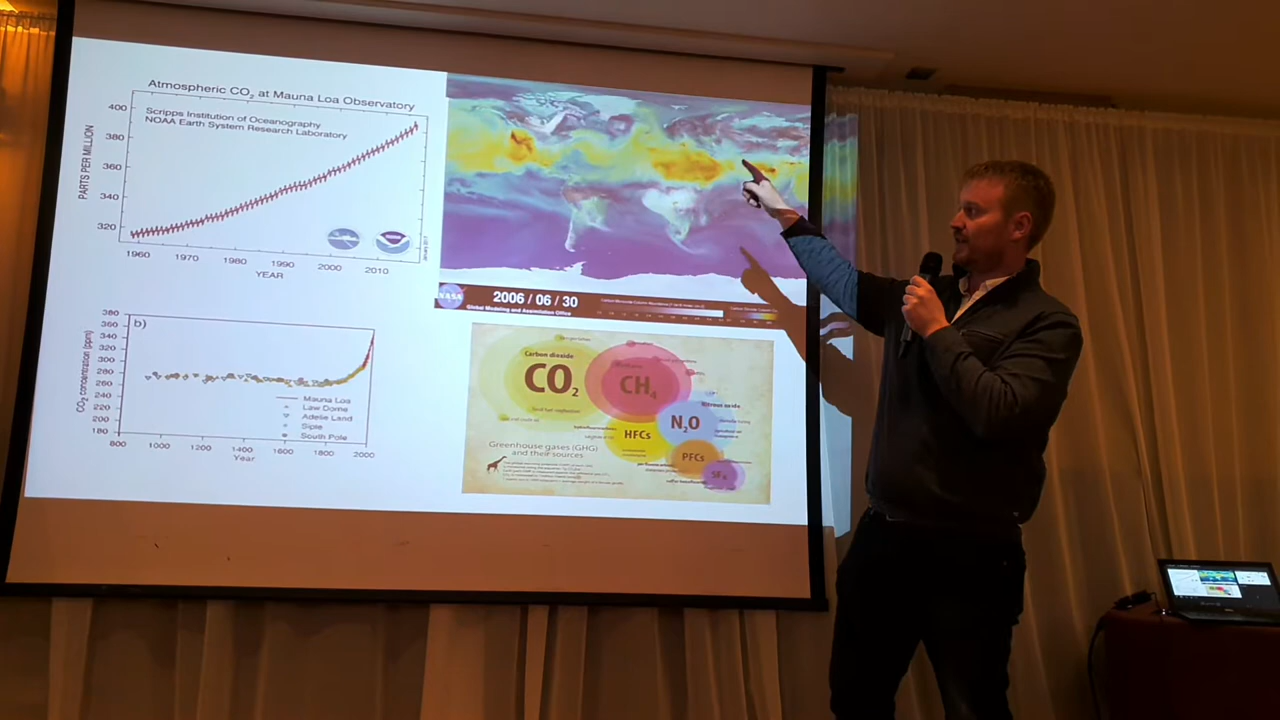 Atmospheric CO₂ at Mauna Loa Observatory
Scripps Institution of Oceanography
NOAA Earth System Research Laboratory
PARTS PER MILLION
400
380
360
340
320
1960 1970 1980 1990 2000 2010
YEAR
NASA
2006 / 06 / 30
Global Modeling and Assimilation Office
b)
CO₂ concentration (ppm)
380
360
340
320
300
280
260
240
220
200
180
Mauna Loa
Law Dome
Adelie Land
Siple
South Pole
800 1000 1200 1400 1600 1800 2000
Year
Carbon dioxide
CO₂
CH₄
Nitrous oxide
N₂O
HFCs
PFCs
SF₆
Greenhouse gases (GHG)
and their sources